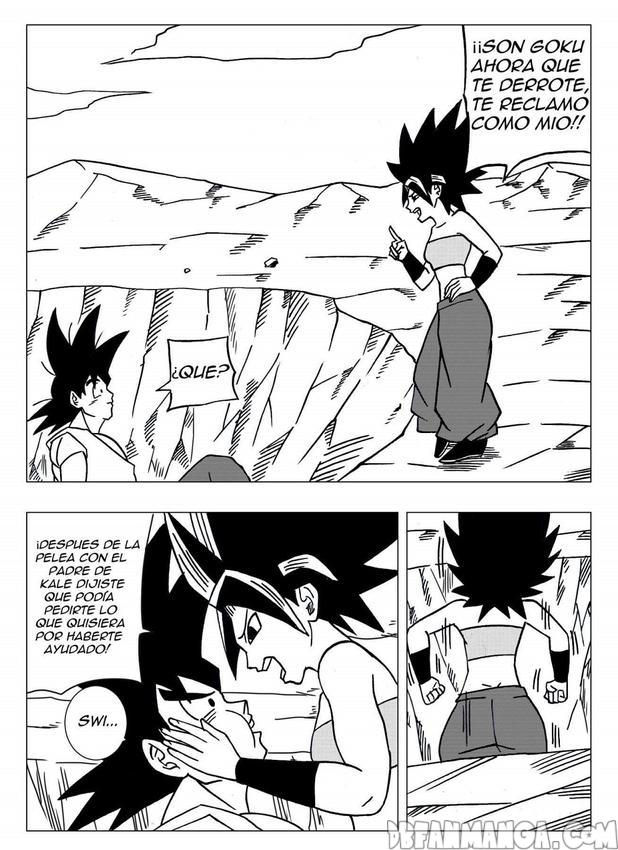 ¡¡SON GOKU
AHORA QUE
TE DERROTE,
TE RECLAMO
COMO MIO!!
¿QUE?
¡DESPUES DE LA
PELEA CON EL
PADRE DE
KALE DIJISTE
QUE PODÍA
PEDIRTE LO
QUE QUISIERA
POR HABERTE
AYUDADO!
SWI...
DBFANMANGA.COM